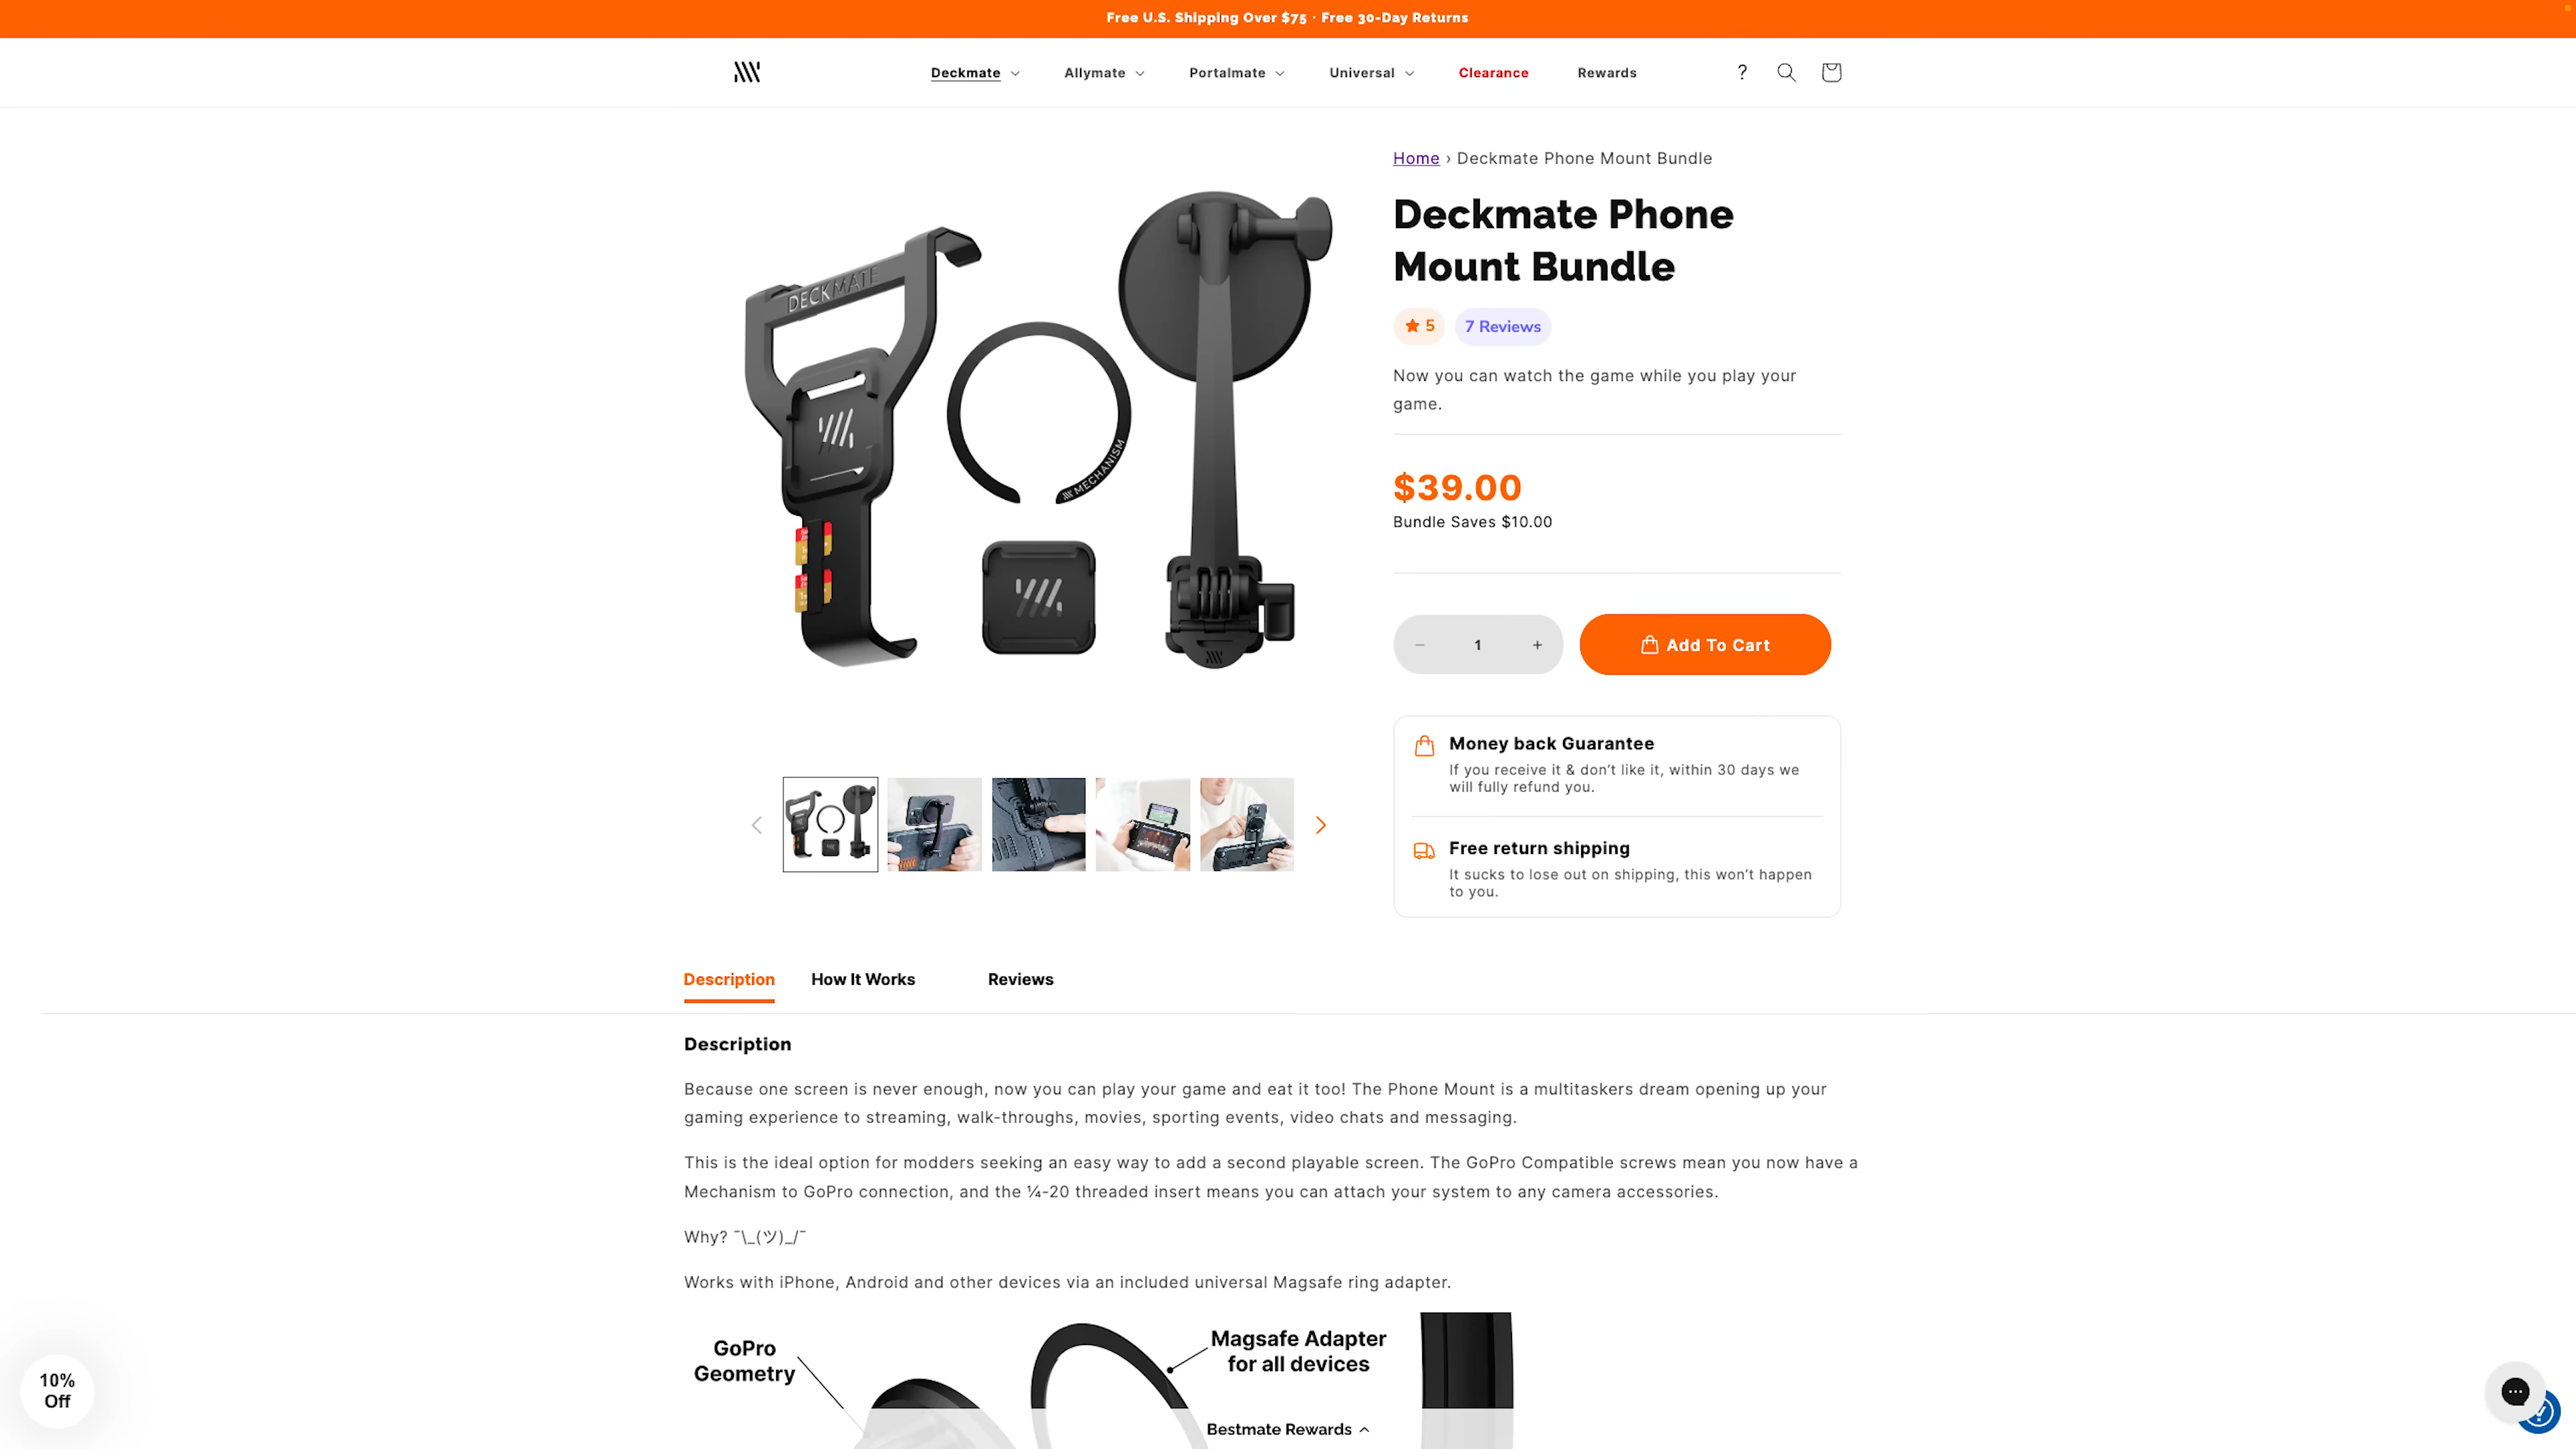 Free U.S. Shipping Over $75 · Free 30-Day Returns
Deckmate
Allymate
Portalmate
Universal
Clearance
Rewards
?
Home › Deckmate Phone Mount Bundle
Deckmate Phone
Mount Bundle
★ 5
7 Reviews
Now you can watch the game while you play your
game.
$39.00
Bundle Saves $10.00
− 1 +
Add To Cart
DECKMATE
MECHANISM
Money back Guarantee
If you receive it & don’t like it, within 30 days we
will fully refund you.
Free return shipping
It sucks to lose out on shipping, this won’t happen
to you.
Description
How It Works
Reviews
Description
Because one screen is never enough, now you can play your game and eat it too! The Phone Mount is a multitaskers dream opening up your
gaming experience to streaming, walk-throughs, movies, sporting events, video chats and messaging.
This is the ideal option for modders seeking an easy way to add a second playable screen. The GoPro Compatible screws mean you now have a
Mechanism to GoPro connection, and the ¼-20 threaded insert means you can attach your system to any camera accessories.
Why? ¯\_(ツ)_/¯
Works with iPhone, Android and other devices via an included universal Magsafe ring adapter.
GoPro
Geometry
Magsafe Adapter
for all devices
10%
Off
Bestmate Rewards